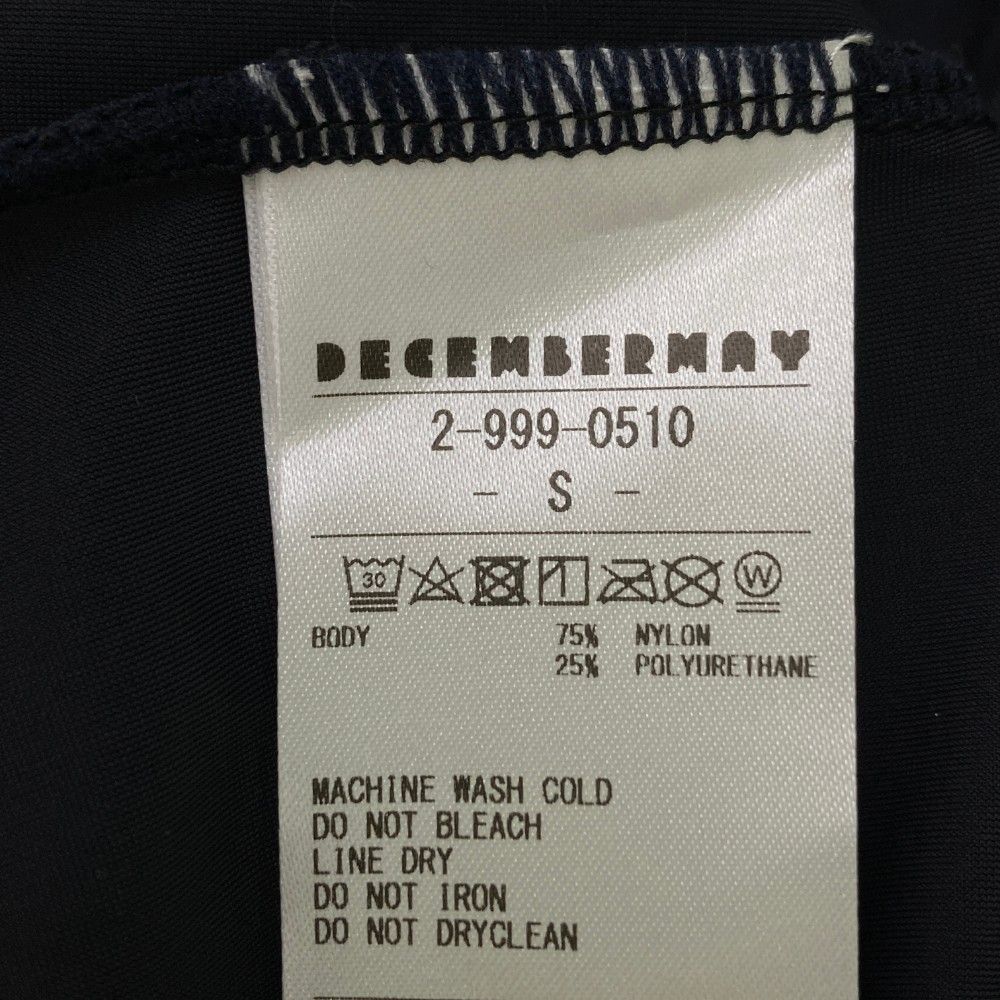 DECEMBERMAY
2-999-0510
- S -
30 W
BODY 75% NYLON
25% POLYURETHANE
MACHINE WASH COLD
DO NOT BLEACH
LINE DRY
DO NOT IRON
DO NOT DRYCLEAN